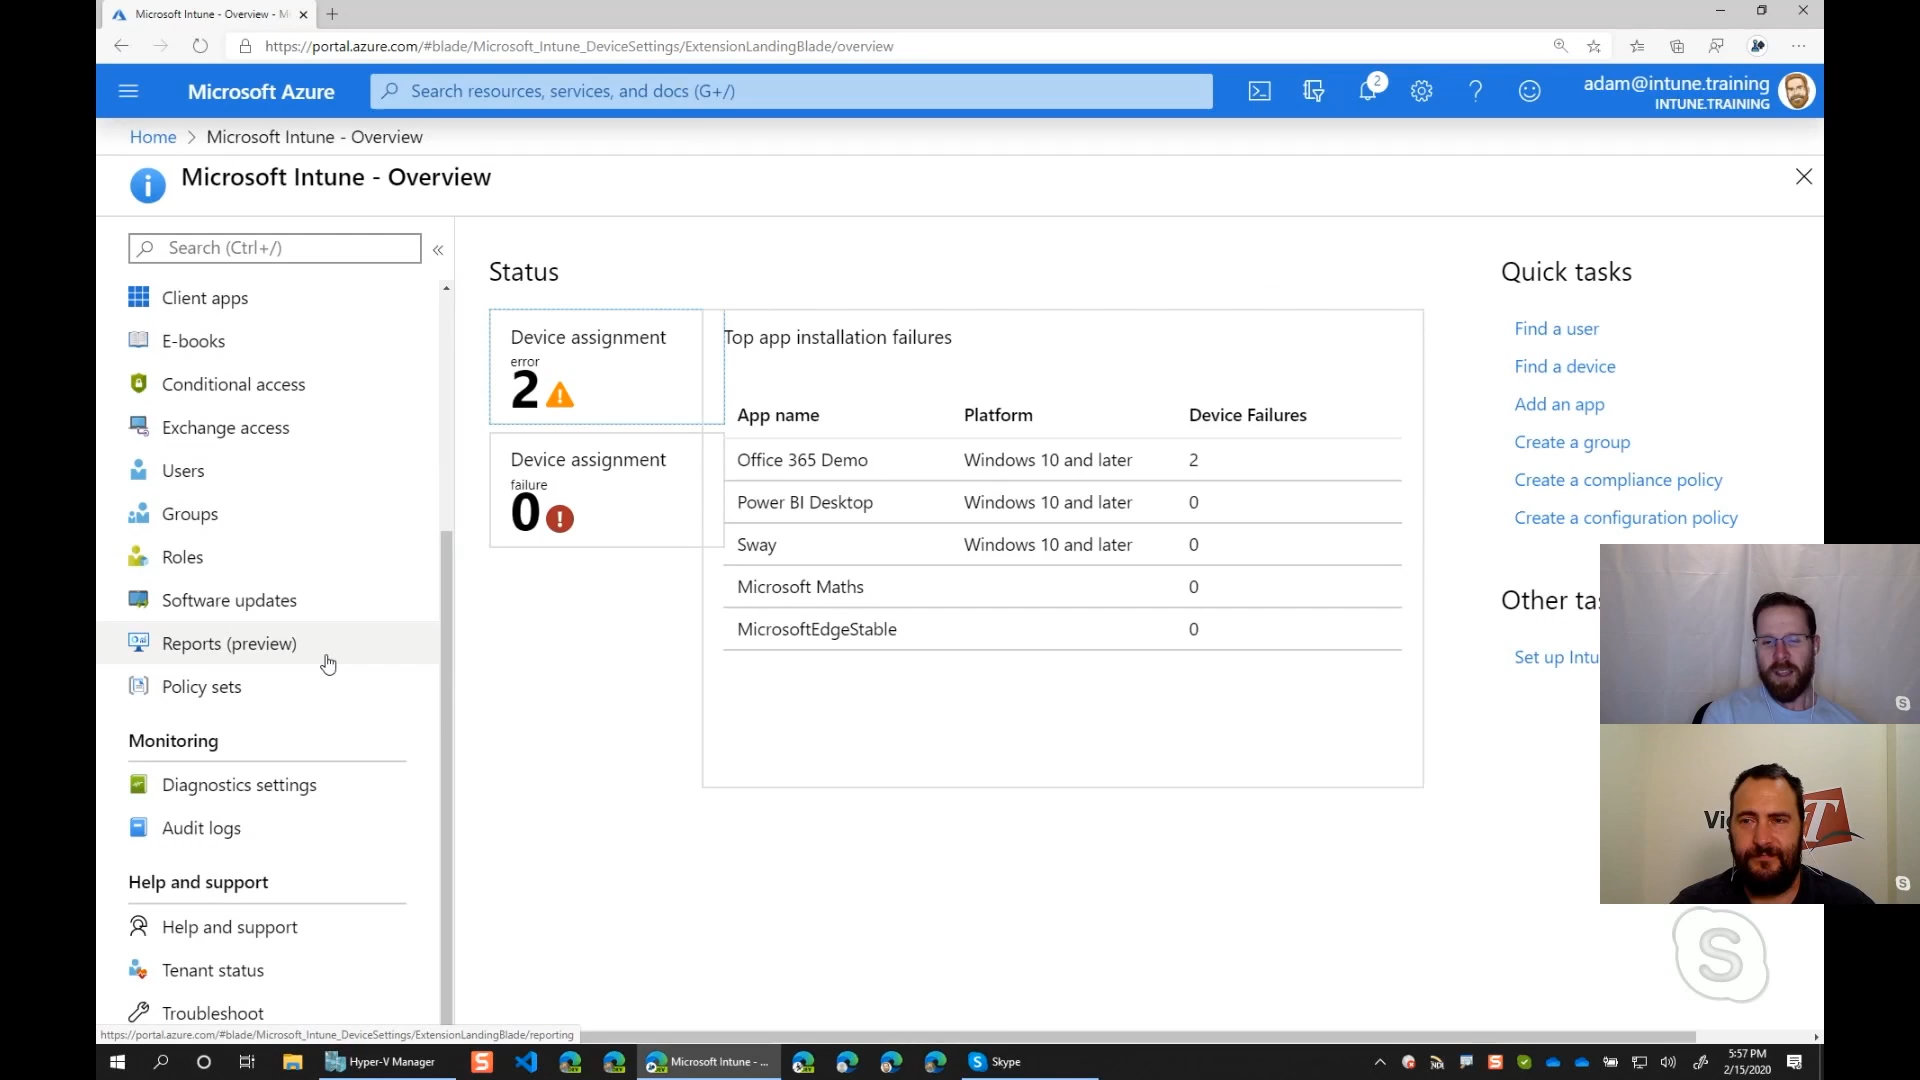 Microsoft Intune - Overview - Mi
https://portal.azure.com/#blade/Microsoft_Intune_DeviceSettings/ExtensionLandingBlade/overview
Microsoft Azure
Search resources, services, and docs (G+/)
2
adam@intune.training
INTUNE.TRAINING
Home > Microsoft Intune - Overview
Microsoft Intune - Overview
Search (Ctrl+/)
«
Client apps
E-books
Conditional access
Exchange access
Users
Groups
Roles
Software updates
Reports (preview)
Policy sets
Monitoring
Diagnostics settings
Audit logs
Help and support
Help and support
Tenant status
Troubleshoot
https://portal.azure.com/#blade/Microsoft_Intune_DeviceSettings/ExtensionLandingBlade/reporting
Status
Device assignment
error
2
Device assignment
failure
0
Top app installation failures
App name Platform Device Failures
Office 365 Demo Windows 10 and later 2
Power BI Desktop Windows 10 and later 0
Sway Windows 10 and later 0
Microsoft Maths 0
MicrosoftEdgeStable 0
Quick tasks
Find a user
Find a device
Add an app
Create a group
Create a compliance policy
Create a configuration policy
Other tas
Set up Intu
Hyper-V Manager
Microsoft Intune - ...
Skype
5:57 PM
2/15/2020